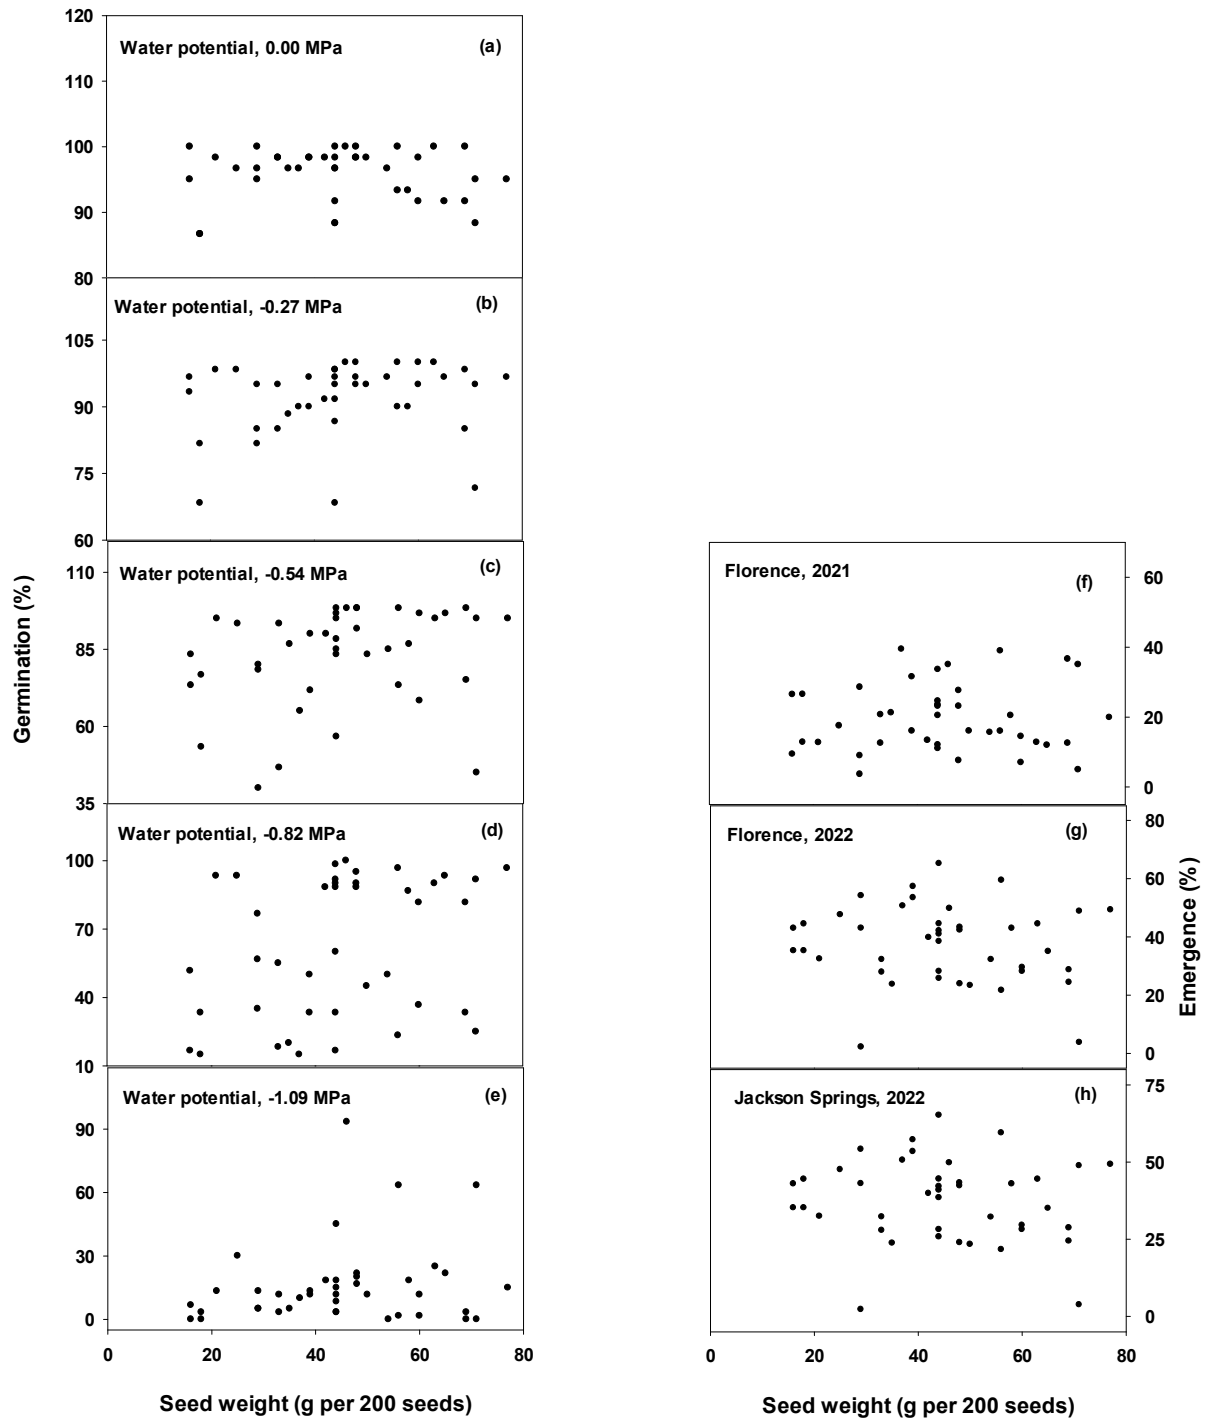 120
Water potential, 0.00 MPa
(a)
110
100
90
80
Water potential, -0.27 MPa
(b)
105
90
75
60
Water potential, -0.54 MPa
(c)
110
85
60
35
Water potential, -0.82 MPa
(d)
100
70
40
10
Water potential, -1.09 MPa
(e)
90
60
30
0
0 20 40 60 80
Seed weight (g per 200 seeds)
Germination (%)
Florence, 2021
(f)
60
40
20
0
Florence, 2022
(g)
80
60
40
20
0
Jackson Springs, 2022
(h)
75
50
25
0
0 20 40 60 80
Seed weight (g per 200 seeds)
Emergence (%)